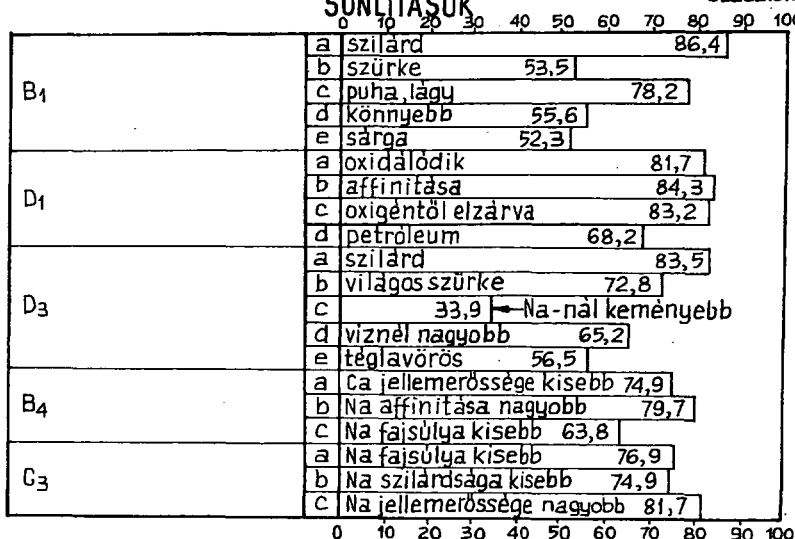 0 10 20 30 40 50 60 70 80 90 100
B1
a szilárd 86,4
b szürke 53,5
c puha, lágy 78,2
d könnyebb 55,6
e sárga 52,3
D1
a oxidálódik 81,7
b affinitása 84,3
c oxigéntől elzárva 83,2
d petróleum 68,2
D3
a szilárd 83,5
b világos szürke 72,8
c 33,9 Na-nál keményebb
d víznél nagyobb 65,2
e téglavörös 56,5
B4
a Ca jellemerőssége kisebb 74,9
b Na affinitása nagyobb 79,7
c Na fajsúlya kisebb 63,8
C3
a Na fajsúlya kisebb 76,9
b Na szilárdsága kisebb 74,9
c Na jellemerőssége nagyobb 81,7
0 10 20 30 40 50 60 70 80 90 100